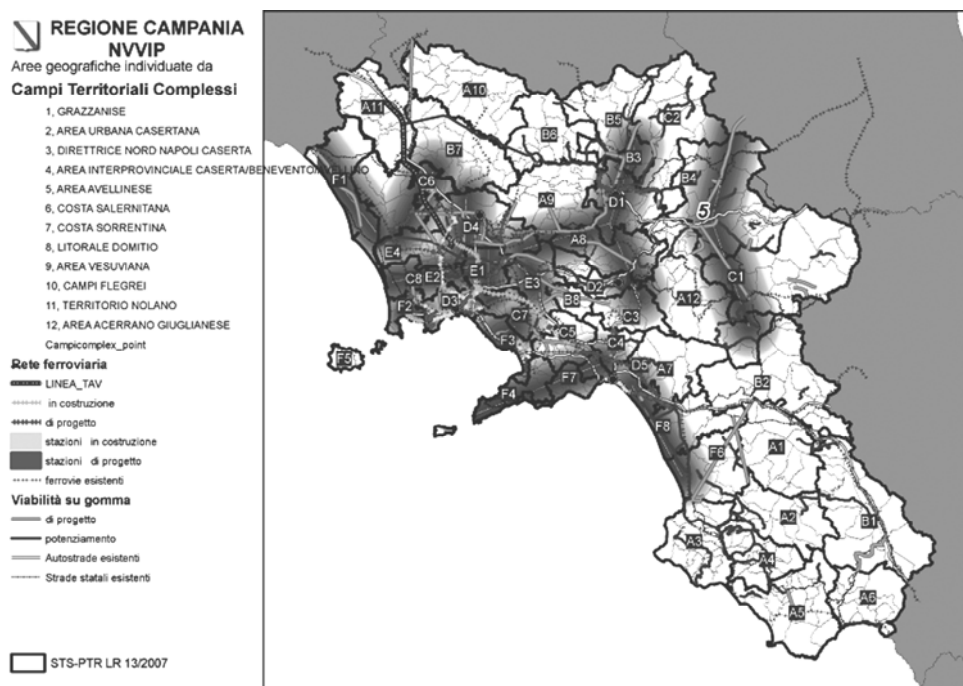 REGIONE CAMPANIA
NVVIP
Aree geografiche individuate da
Campi Territoriali Complessi
1, GRAZZANISE
2, AREA URBANA CASERTANA
3, DIRETTRICE NORD NAPOLI CASERTA
4, AREA INTERPROVINCIALE CASERTA/BENEVENTO/AVELLINO
5, AREA AVELLINESE
6, COSTA SALERNITANA
7, COSTA SORRENTINA
8, LITORALE DOMITIO
9, AREA VESUVIANA
10, CAMPI FLEGREI
11, TERRITORIO NOLANO
12, AREA ACERRANO GIUGLIANESE
Campicomplex_point
Rete ferroviaria
LINEA_TAV
in costruzione
di progetto
stazioni in costruzione
stazioni di progetto
ferrovie esistenti
Viabilità su gomma
di progetto
potenziamento
Autostrade esistenti
Strade statali esistenti
STS-PTR LR 13/2007
A10
A11
B5
C2
B6
B7
B3
F1
C6
B4
A9
D1
5
D4
A8
E4
E1
C1
C8
E2
E3
D2
A12
F2
D3
B8
C7
C3
C5
F3
C4
F5
D5
A7
F7
B2
F4
F8
A1
F6
A2
B1
A3
A4
A6
A5